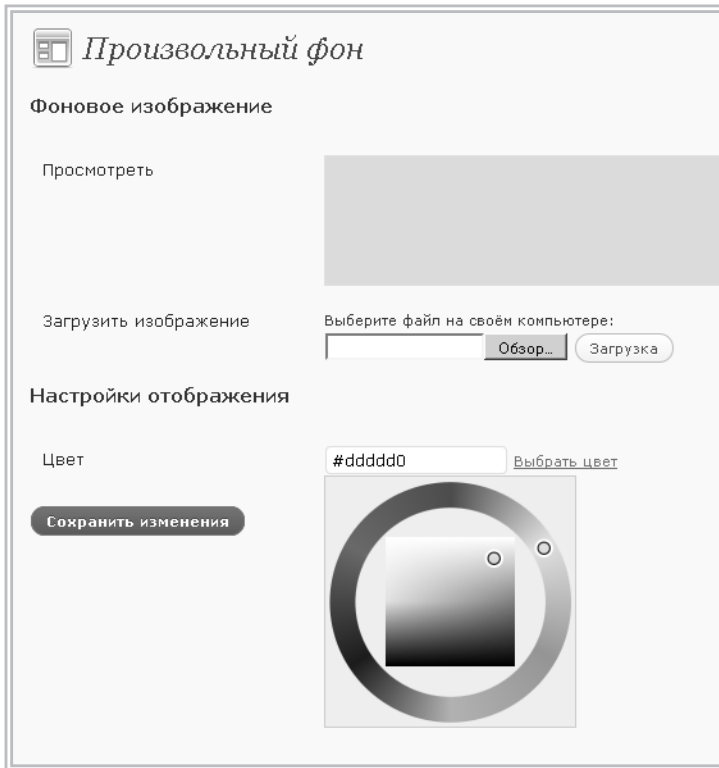 Произвольный фон
Фоновое изображение
Просмотреть
Загрузить изображение
Выберите файл на своём компьютере:
Обзор... Загрузка
Настройки отображения
Цвет #ddddd0 Выбрать цвет
Сохранить изменения